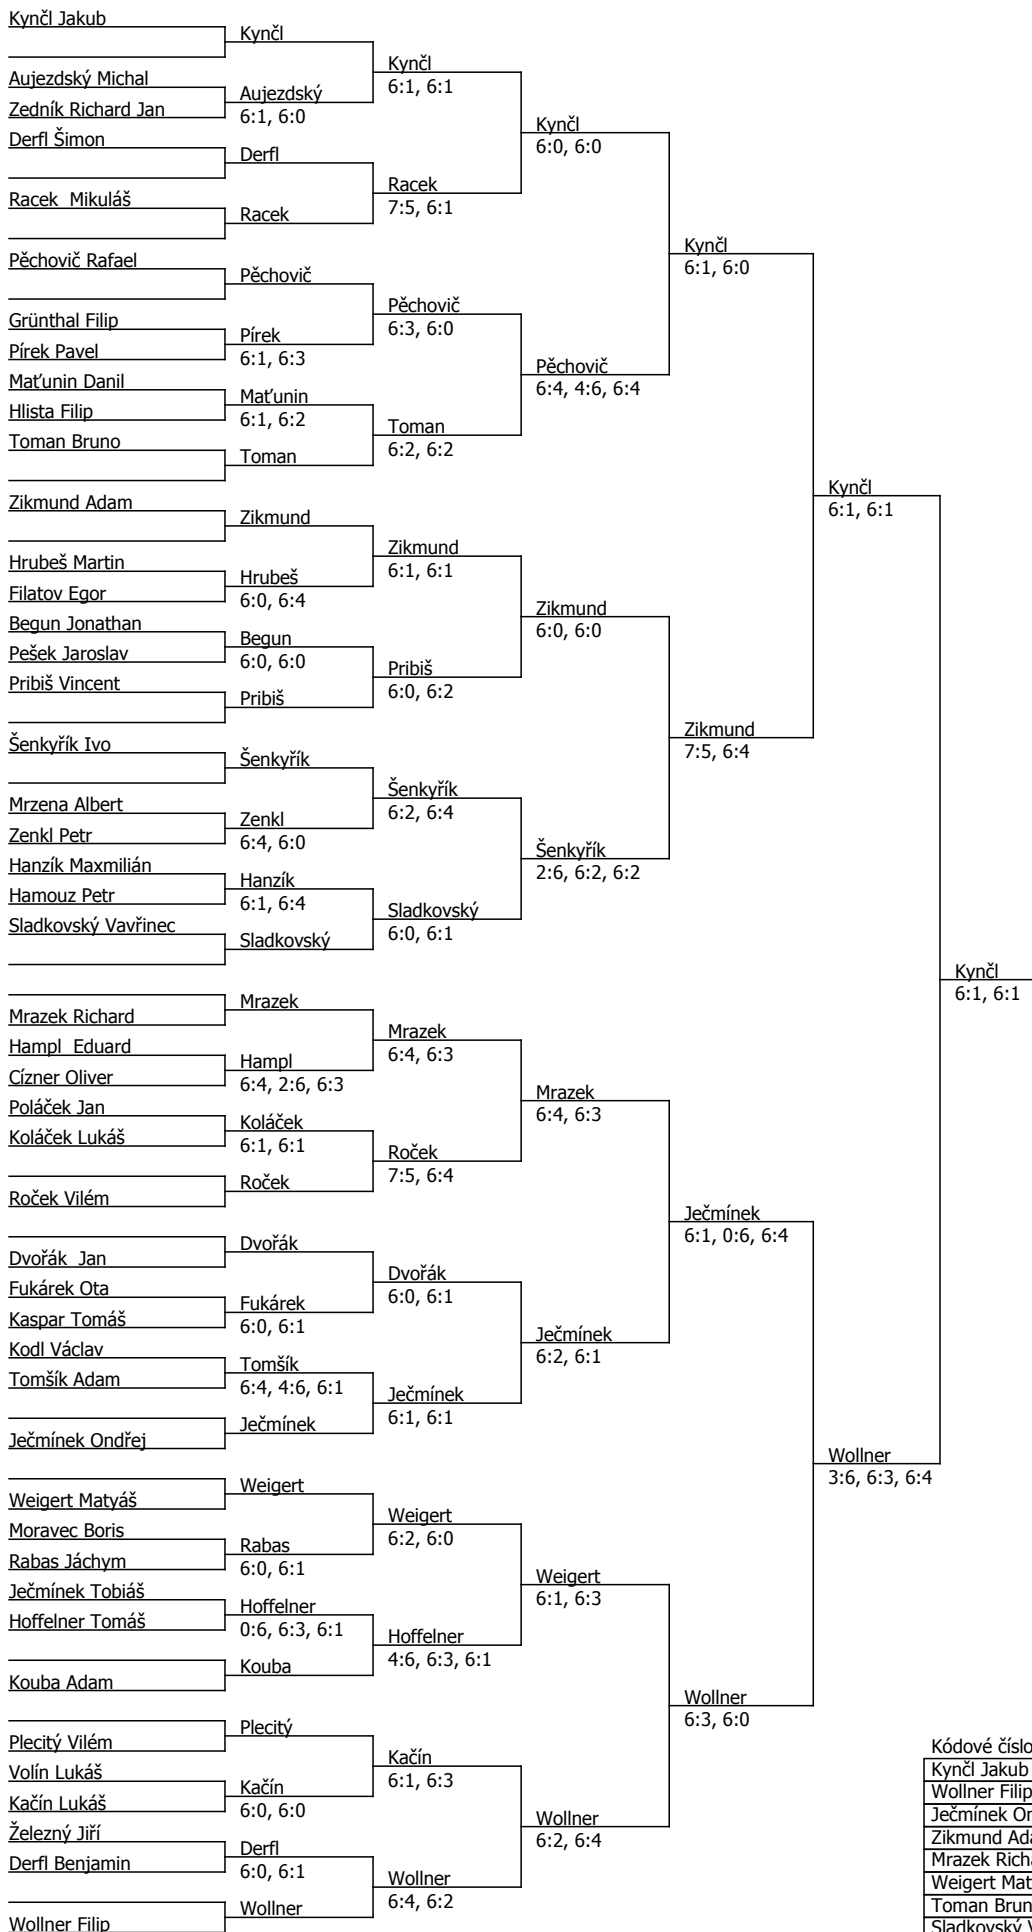 Kynčl Jakub
Aujezdský Michal
Zedník Richard Jan
Derfl Šimon
Racek  Mikuláš
Pěchovič Rafael
Grünthal Filip
Pírek Pavel
Maťunin Danil
Hlista Filip
Toman Bruno
Zikmund Adam
Hrubeš Martin
Filatov Egor
Begun Jonathan
Pešek Jaroslav
Pribiš Vincent
Šenkyřík Ivo
Mrzena Albert
Zenkl Petr
Hanzík Maxmilián
Hamouz Petr
Sladkovský Vavřinec
Mrazek Richard
Hampl  Eduard
Cízner Oliver
Poláček Jan
Koláček Lukáš
Roček Vilém
Dvořák  Jan
Fukárek Ota
Kaspar Tomáš
Kodl Václav
Tomšík Adam
Ječmínek Ondřej
Weigert Matyáš
Moravec Boris
Rabas Jáchym
Ječmínek Tobiáš
Hoffelner Tomáš
Kouba Adam
Plecitý Vilém
Volín Lukáš
Kačín Lukáš
Železný Jiří
Derfl Benjamin
Wollner Filip
Kynčl
Aujezdský
6:1, 6:0
Derfl
Racek
Pěchovič
Pírek
6:1, 6:3
Maťunin
6:1, 6:2
Toman
Zikmund
Hrubeš
6:0, 6:4
Begun
6:0, 6:0
Pribiš
Šenkyřík
Zenkl
6:4, 6:0
Hanzík
6:1, 6:4
Sladkovský
Mrazek
Hampl
6:4, 2:6, 6:3
Koláček
6:1, 6:1
Roček
Dvořák
Fukárek
6:0, 6:1
Tomšík
6:4, 4:6, 6:1
Ječmínek
Weigert
Rabas
6:0, 6:1
Hoffelner
0:6, 6:3, 6:1
Kouba
Plecitý
Kačín
6:0, 6:0
Derfl
6:0, 6:1
Wollner
Kynčl
6:1, 6:1
Racek
7:5, 6:1
Pěchovič
6:3, 6:0
Toman
6:2, 6:2
Zikmund
6:1, 6:1
Pribiš
6:0, 6:2
Šenkyřík
6:2, 6:4
Sladkovský
6:0, 6:1
Mrazek
6:4, 6:3
Roček
7:5, 6:4
Dvořák
6:0, 6:1
Ječmínek
6:1, 6:1
Weigert
6:2, 6:0
Hoffelner
4:6, 6:3, 6:1
Kačín
6:1, 6:3
Wollner
6:4, 6:2
Kynčl
6:0, 6:0
Pěchovič
6:4, 4:6, 6:4
Zikmund
6:0, 6:0
Šenkyřík
2:6, 6:2, 6:2
Mrazek
6:4, 6:3
Ječmínek
6:2, 6:1
Weigert
6:1, 6:3
Wollner
6:2, 6:4
Kynčl
6:1, 6:0
Zikmund
7:5, 6:4
Ječmínek
6:1, 0:6, 6:4
Wollner
6:3, 6:0
Kynčl
6:1, 6:1
Wollner
3:6, 6:3, 6:4
Kynčl
6:1, 6:1
Kódové číslo
Kynčl Jakub
Wollner Filip
Ječmínek
Zikmund
Mrazek
Weigert
Toman
Sladkovský